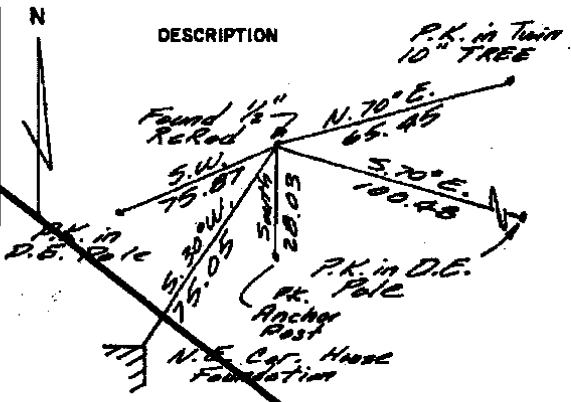 N
DESCRIPTION
P.K. in Twin
10" TREE
Found 1/2"
ReRod
N. 70° E.
65.45
S.W.
75.87
S. 70° E.
100.48
South
28.03
S. 30° W.
75.05
P.K. in
D.E. Pole
P.K. in D.E.
Pole
P.K.
Anchor
Post
N.E. Cor. House
Foundation